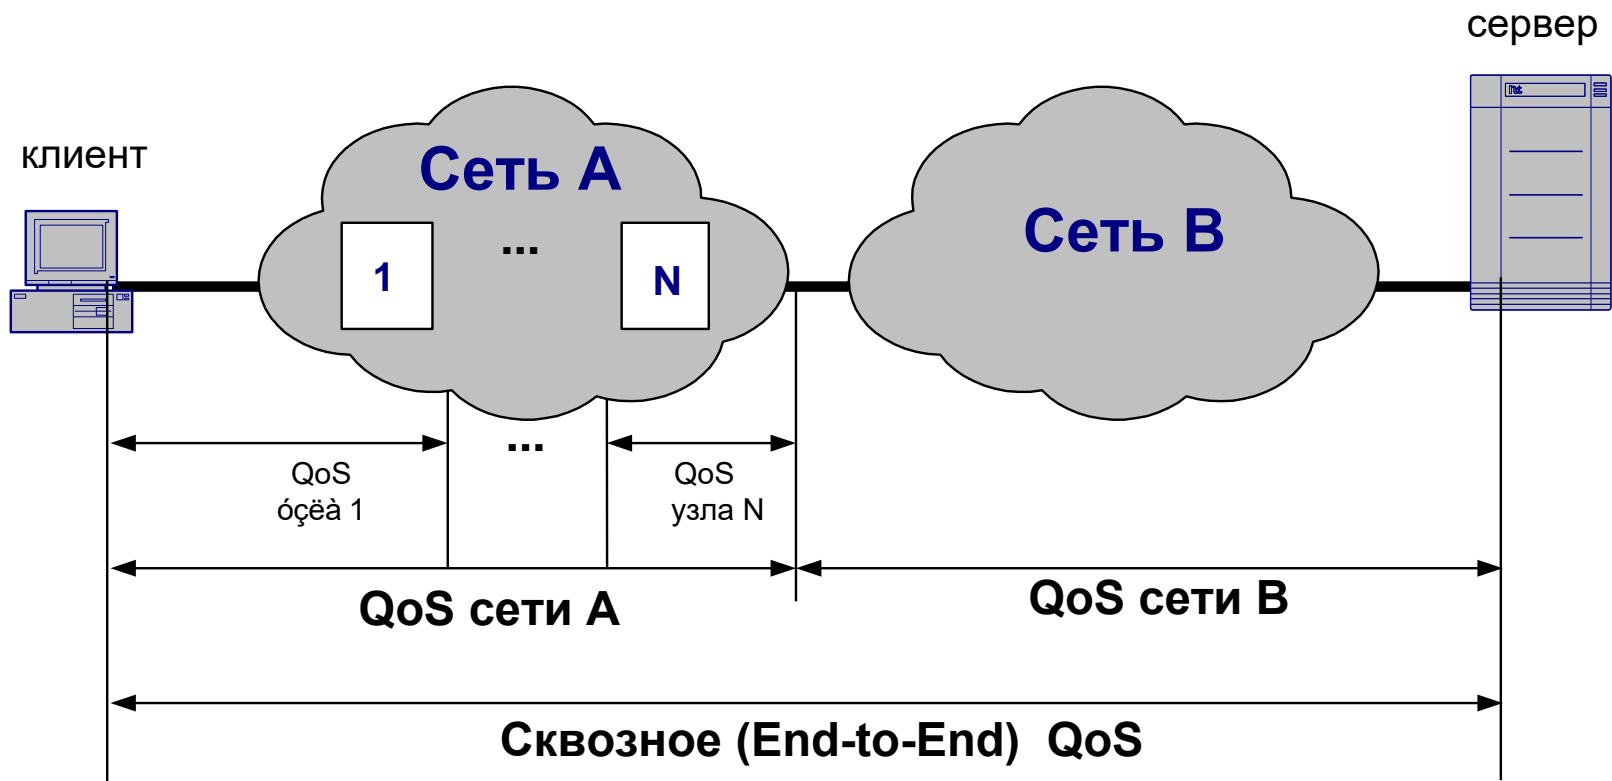 сервер
клиент
Сеть А
Сеть В
1
...
N
...
QoS
óçëà 1
QoS
узла N
QoS сети А
QoS сети В
Сквозное (End-to-End) QoS